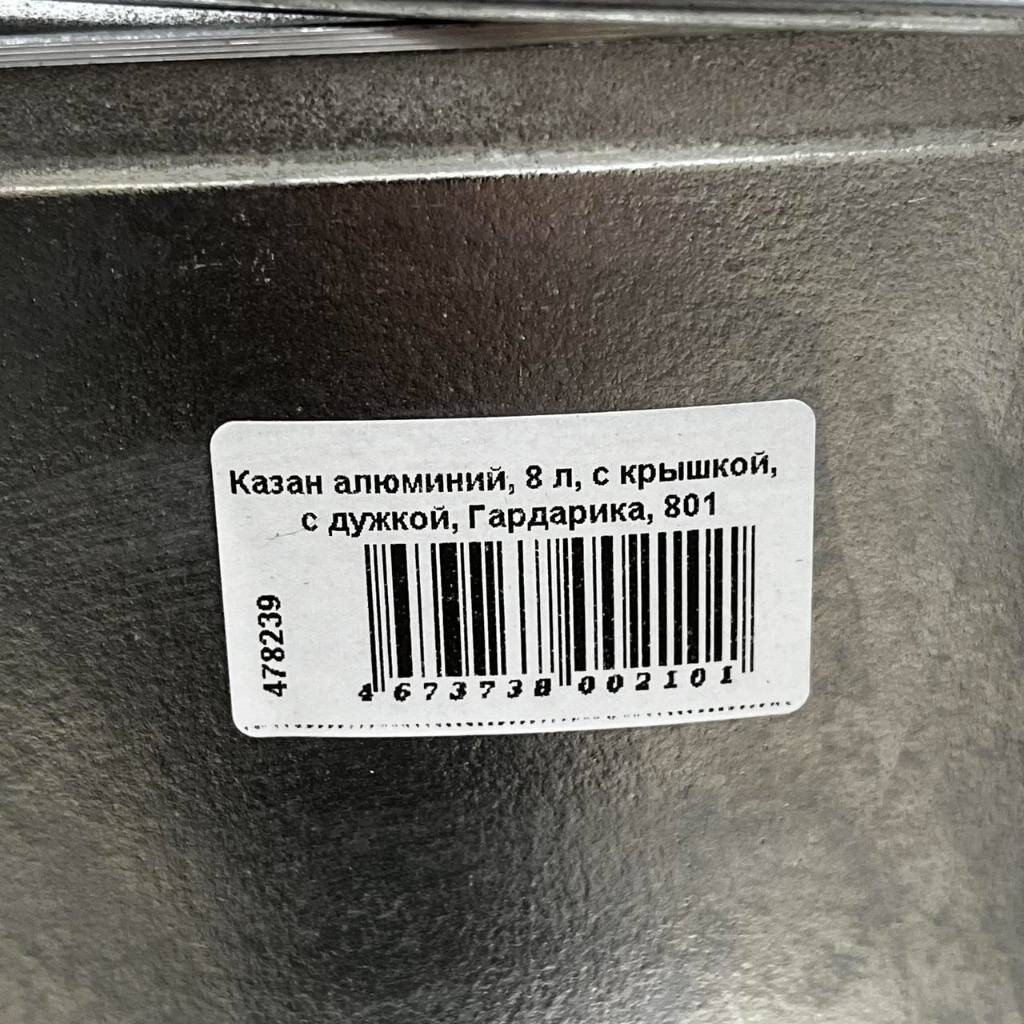 Казан алюминий, 8 л, с крышкой,
с дужкой, Гардарика, 801
478239
4 673738 002101